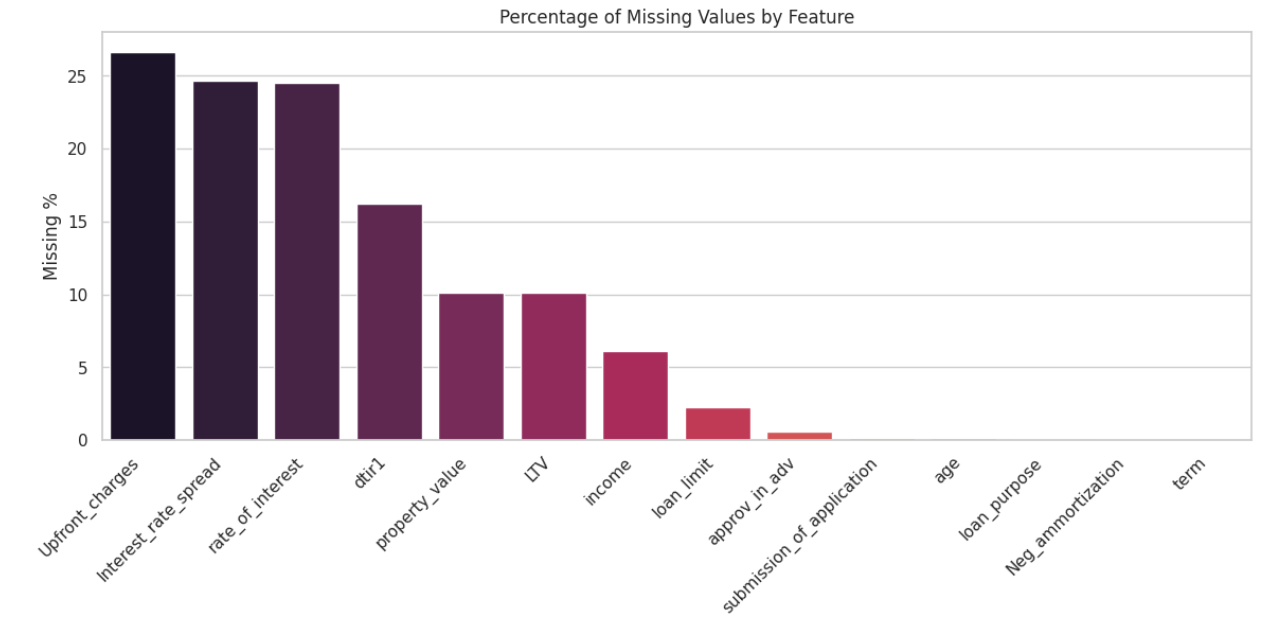 Percentage of Missing Values by Feature
Missing %
25
20
15
10
5
0
Upfront_charges
Interest_rate_spread
rate_of_interest
dtir1
property_value
LTV
income
loan_limit
approv_in_adv
submission_of_application
age
loan_purpose
Neg_ammortization
term